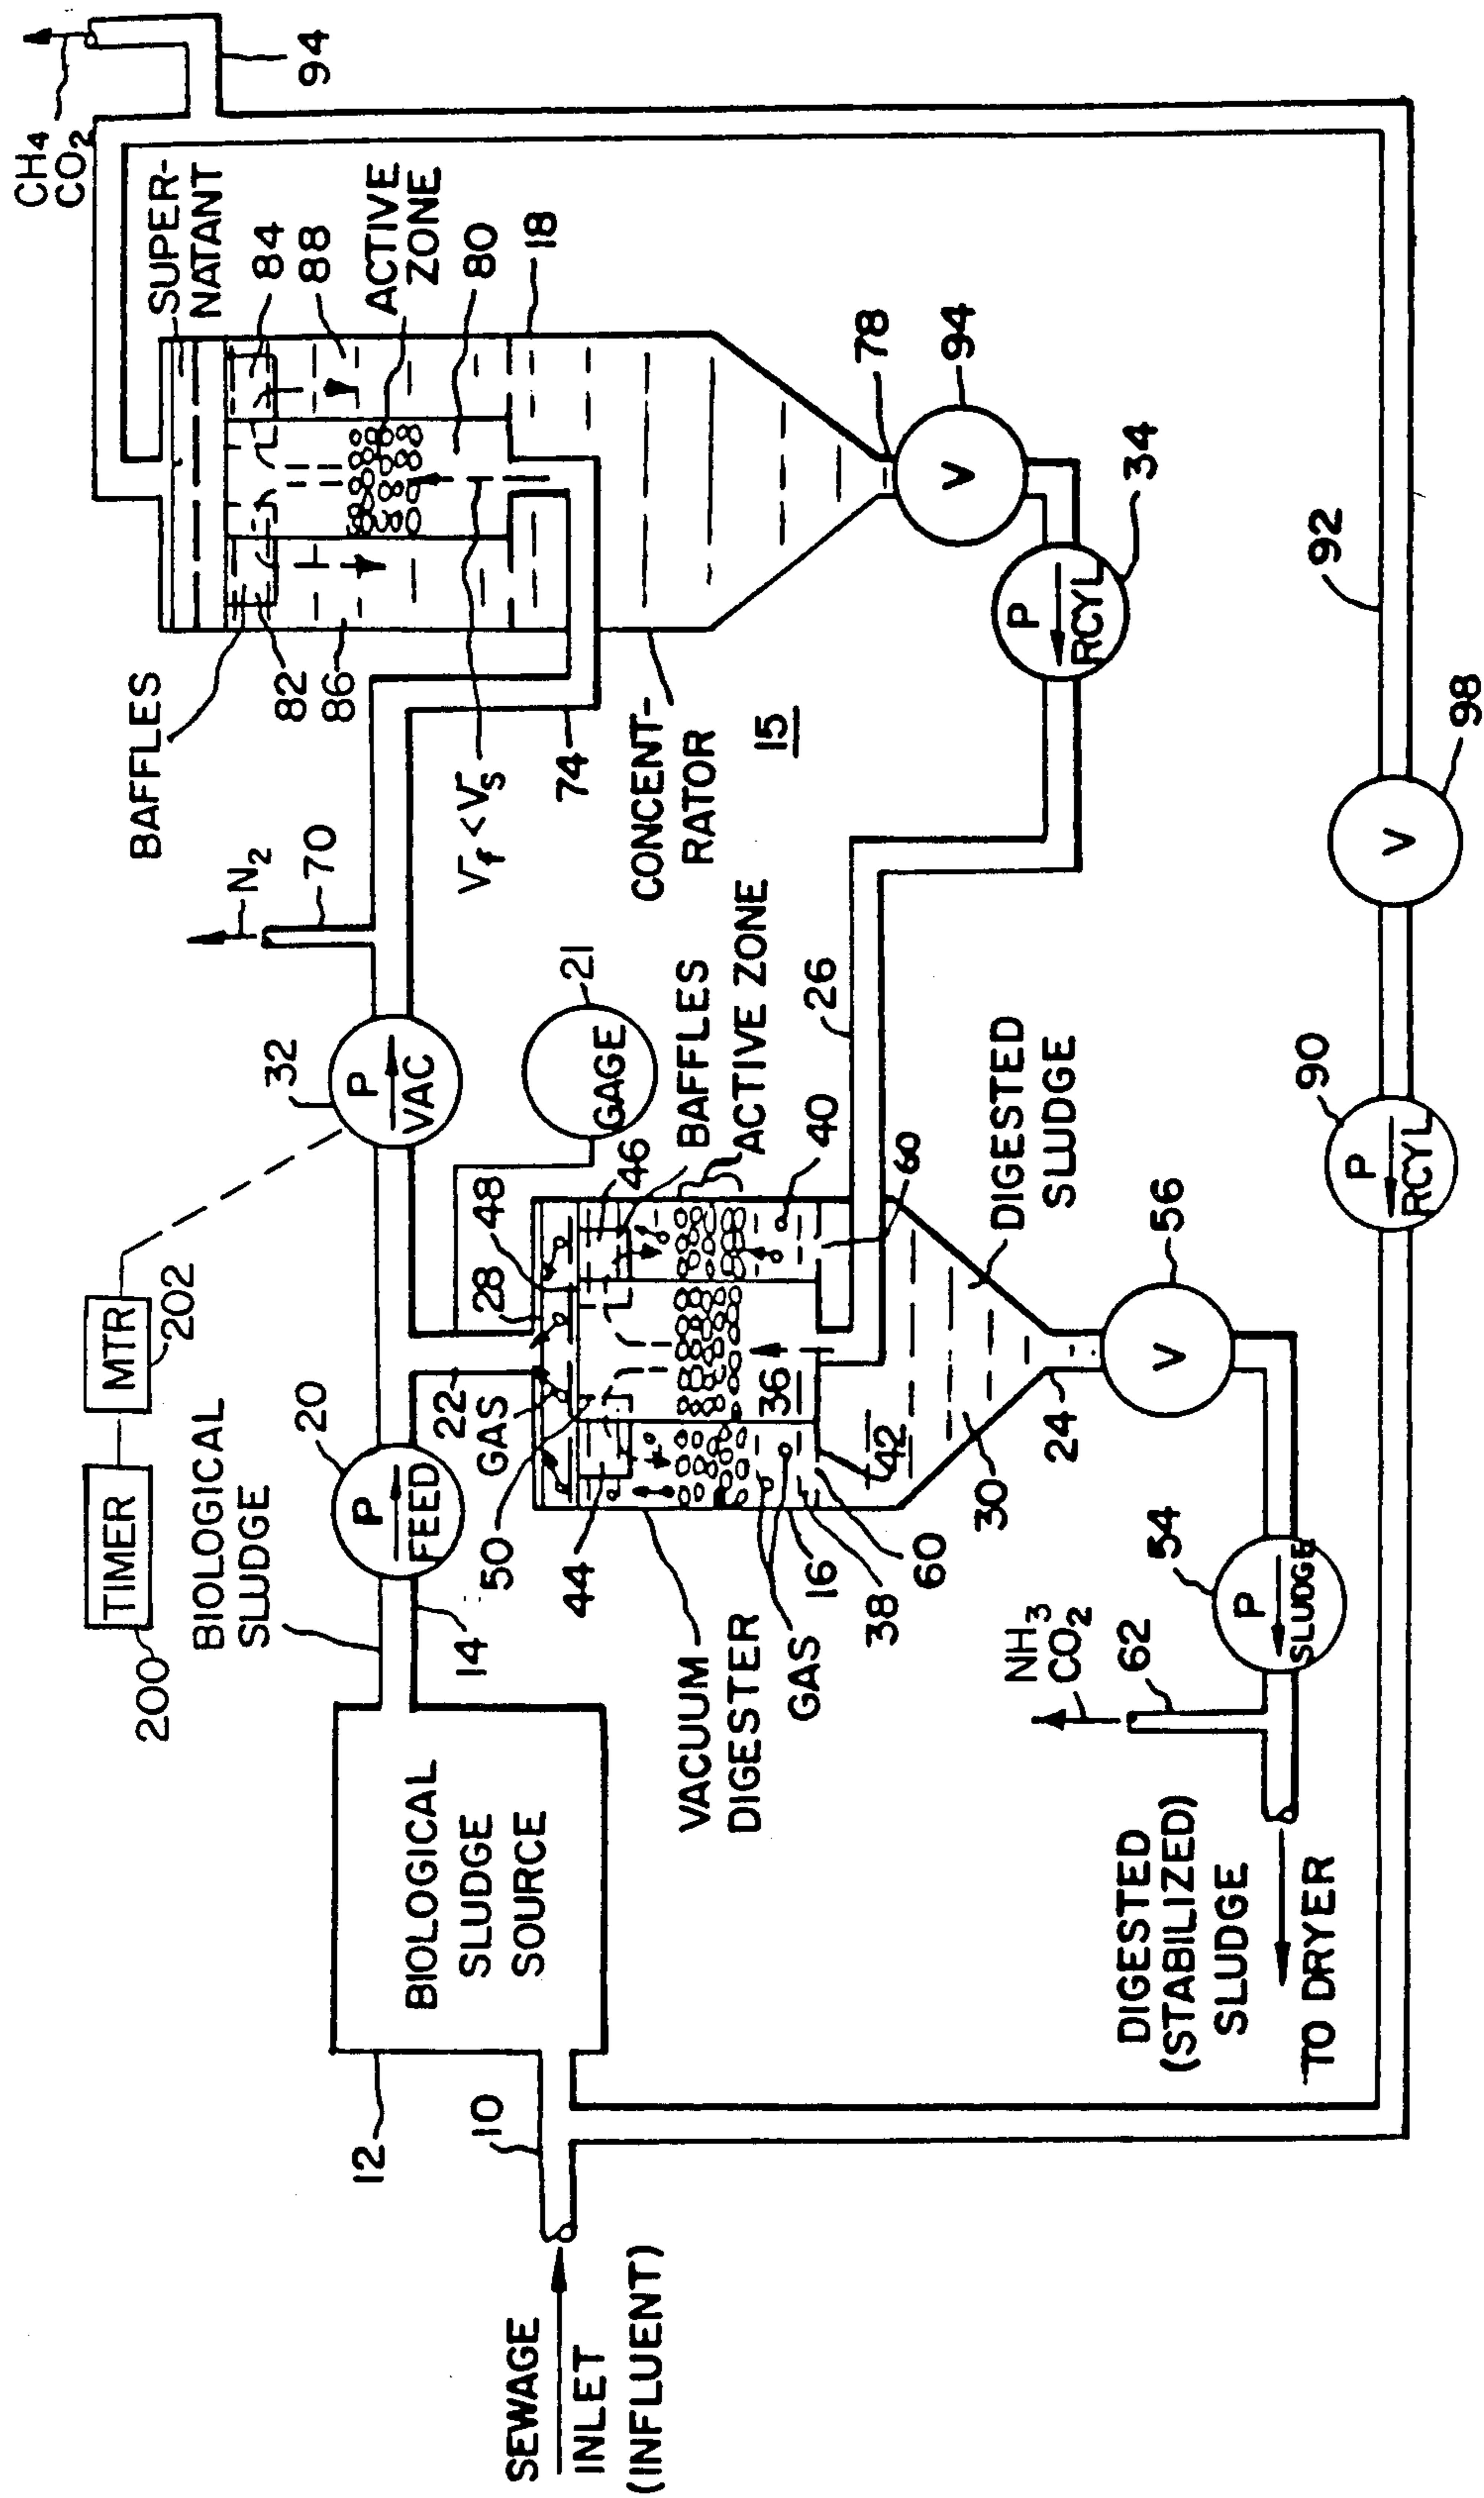 TIMER
MTR
200
202
BIOLOGICAL
SLUDGE
20
P
FEED
14
32
P
VAC
N2
70
BAFFLES
82
86
Vf < Vs
74
CONCENT-
RATOR
15
CH4
CO2
94
SUPER-
NATANT
84
88
ACTIVE
ZONE
80
18
78
V
94
P
RCYL
34
92
BIOLOGICAL
SLUDGE
SOURCE
12
10
SEWAGE
INLET
(INFLUENT)
22
GAS
50
44
28
48
46
GAGE
21
BAFFLES
ACTIVE ZONE
40
26
60
36
42
VACUUM
DIGESTER
GAS
16
38
60
30
24
DIGESTED
SLUDGE
V
56
54
P
SLUDGE
NH3
CO2
62
DIGESTED
(STABILIZED)
SLUDGE
TO DRYER
90
P
RCYL
V
98